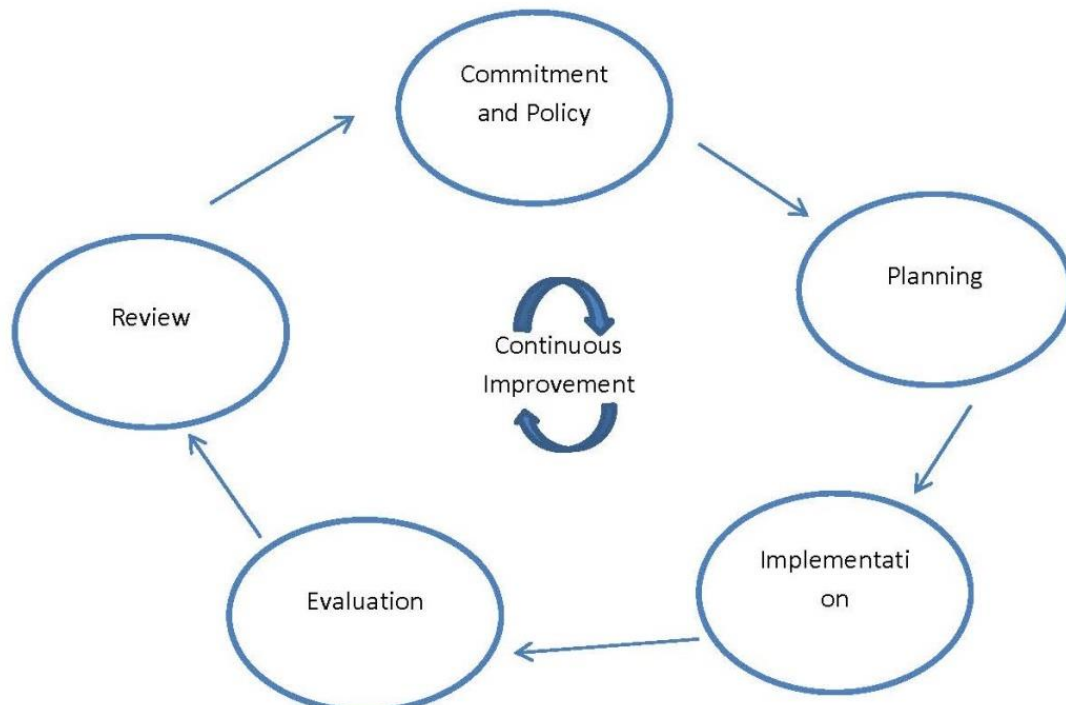 Commitment
and Policy
Planning
Review
Continuous
Improvement
Implementati
on
Evaluation